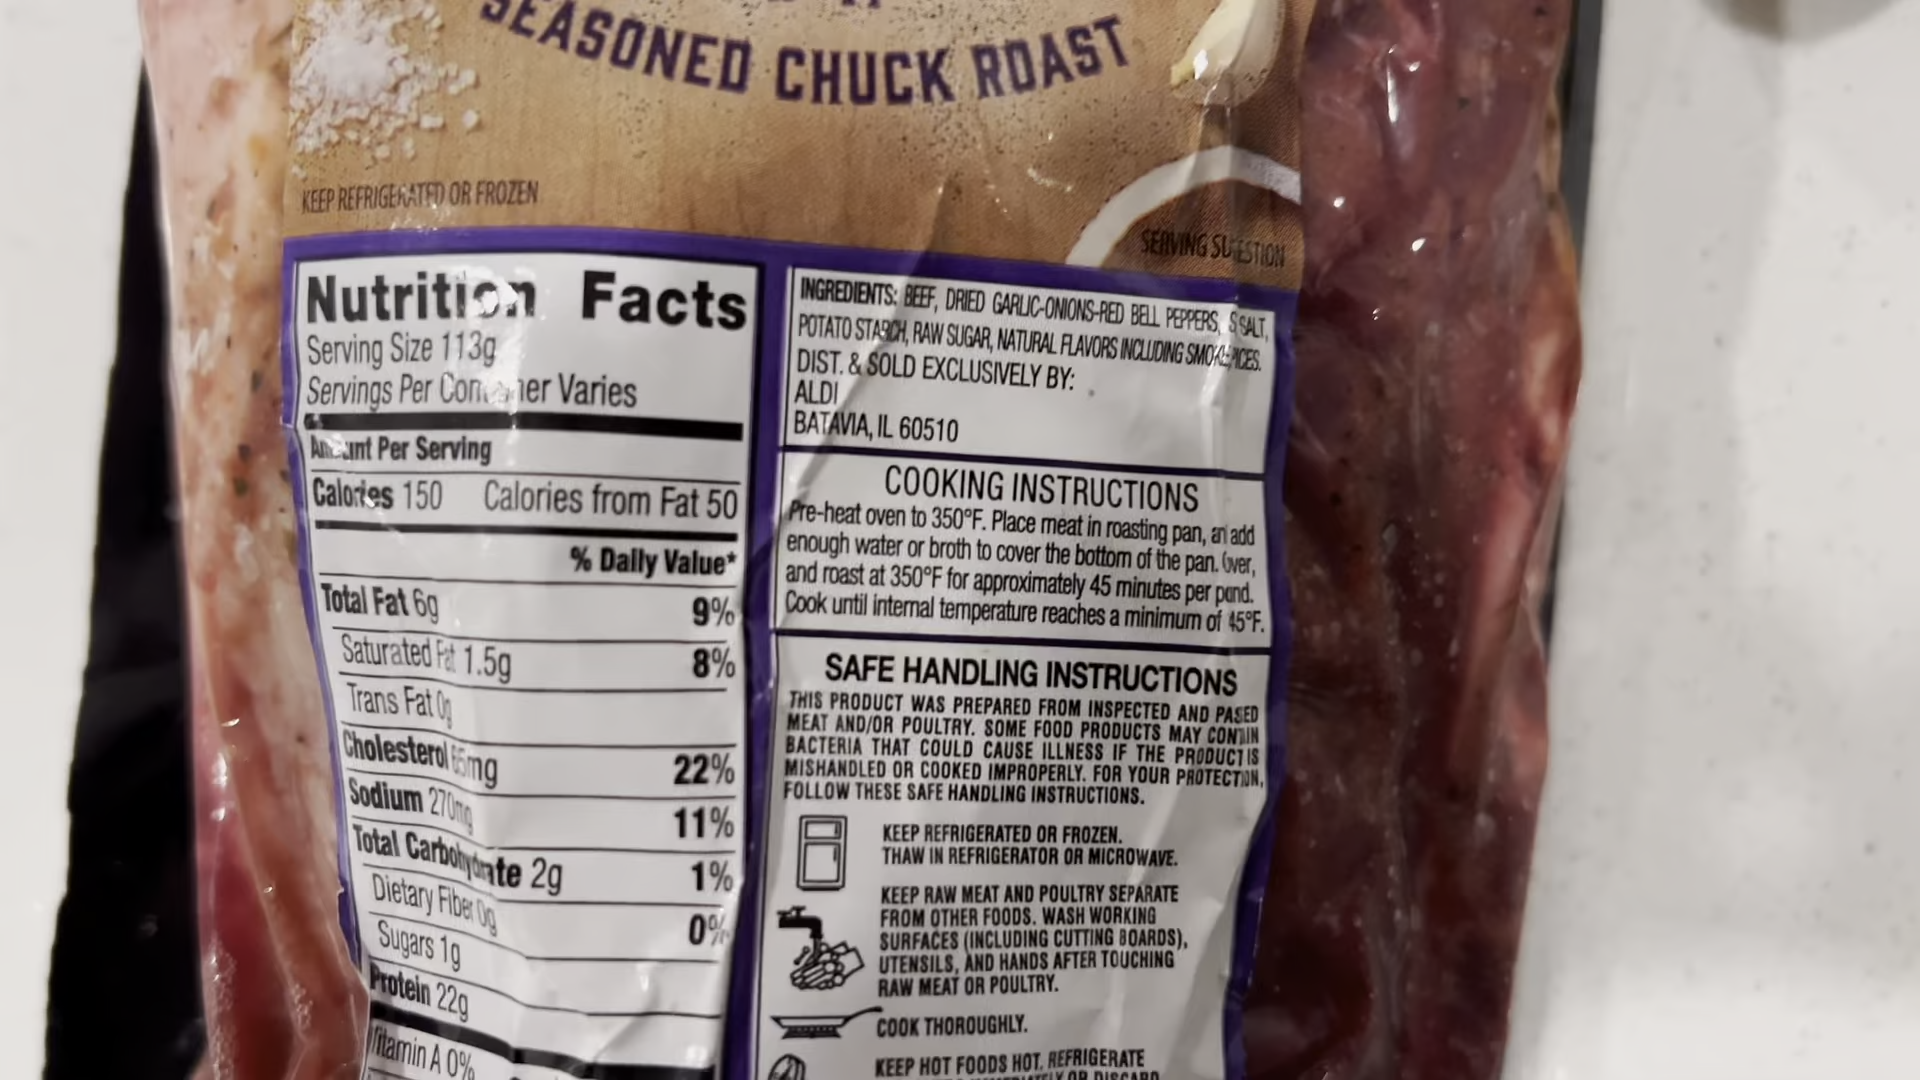 SEASONED CHUCK ROAST
KEEP REFRIGERATED OR FROZEN
SERVING
Nutrition Facts
Serving Size 113g
Servings Per Varies
Amount Per Serving
Calories 150 Calories from Fat 50
% Daily Value*
Total Fat 6g 9%
Saturated Fat 1.5g 8%
Trans Fat 0g
Cholesterol 65mg 22%
Sodium 270mg 11%
Total Carbohydrate 2g 1%
Dietary Fiber 0g 0%
Sugars 1g
Protein 22g
Vitamin A 0%
INGREDIENTS: BEEF, DRIED GARLIC-ONIONS-RED BELL PEPPERS, SALT,
POTATO STARCH, RAW SUGAR, NATURAL FLAVORS INCLUDING
DIST. & SOLD EXCLUSIVELY BY:
ALDI
BATAVIA, IL 60510
COOKING INSTRUCTIONS
Pre-heat oven to 350°F. Place meat in roasting pan, add
enough water or broth to cover the bottom of the pan.
and roast at 350°F for approximately 45 minutes per
Cook until internal temperature reaches a minimum of
SAFE HANDLING INSTRUCTIONS
THIS PRODUCT WAS PREPARED FROM INSPECTED AND
MEAT AND/OR POULTRY. SOME FOOD PRODUCTS MAY CONTAIN
BACTERIA THAT COULD CAUSE ILLNESS IF THE PRODUCT IS
MISHANDLED OR COOKED IMPROPERLY. FOR YOUR PROTECTION,
FOLLOW THESE SAFE HANDLING INSTRUCTIONS.
KEEP REFRIGERATED OR FROZEN.
THAW IN REFRIGERATOR OR MICROWAVE.
KEEP RAW MEAT AND POULTRY SEPARATE
FROM OTHER FOODS. WASH WORKING
SURFACES (INCLUDING CUTTING BOARDS),
UTENSILS, AND HANDS AFTER TOUCHING
RAW MEAT OR POULTRY.
COOK THOROUGHLY.
KEEP HOT FOODS HOT. REFRIGERATE
OR DISCARD